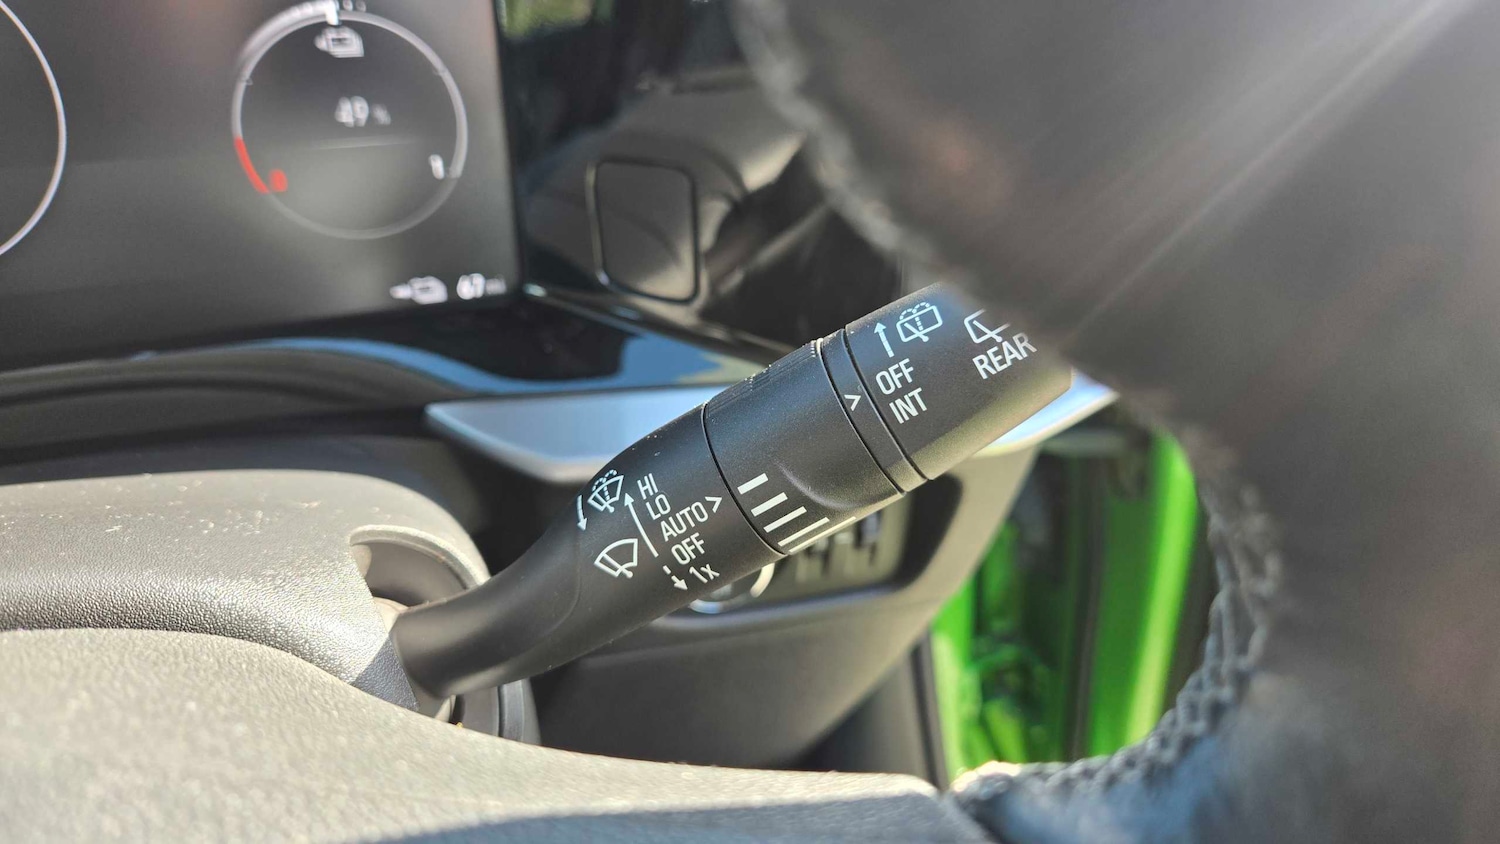 49 %
67
HI
LO
AUTO >
OFF
1x
>
OFF
INT
REAR